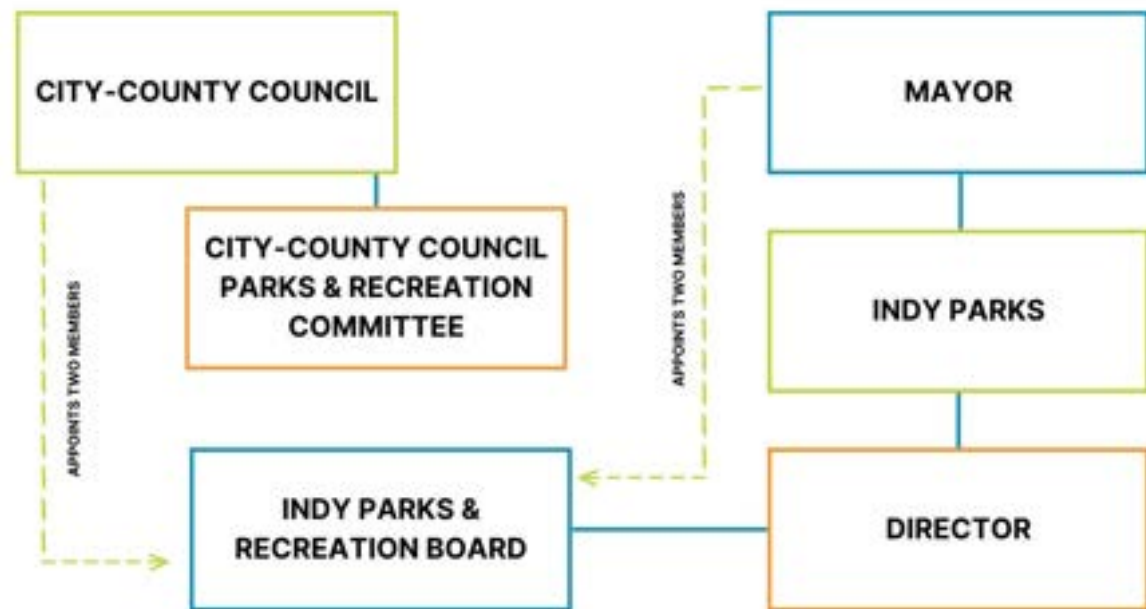 CITY-COUNTY COUNCIL
MAYOR
CITY-COUNTY COUNCIL
PARKS & RECREATION
COMMITTEE
APPOINTS TWO MEMBERS
INDY PARKS
APPOINTS TWO MEMBERS
INDY PARKS &
RECREATION BOARD
DIRECTOR